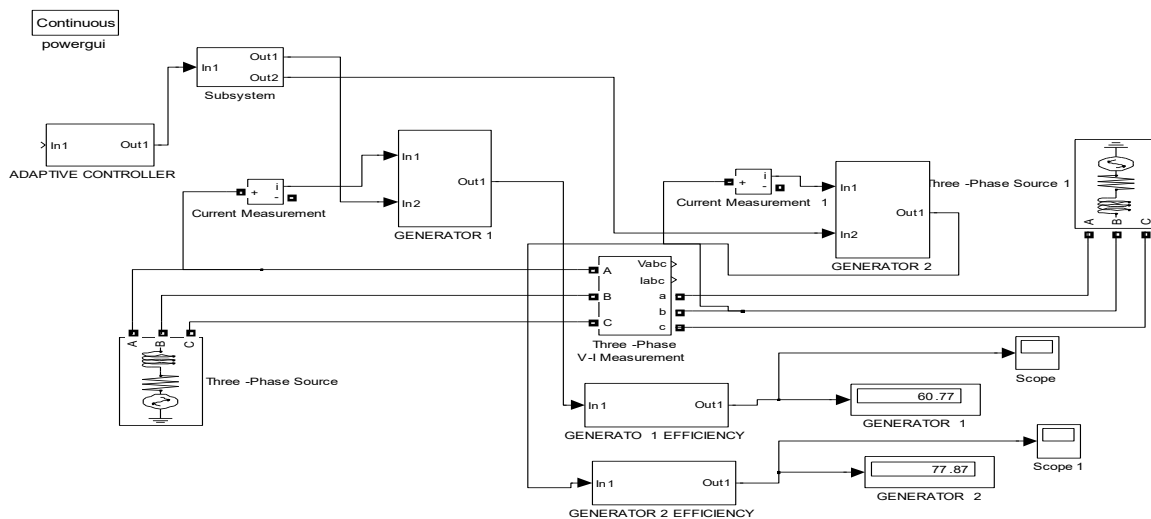 Continuous
powergui
In1
Out1
Out2
Subsystem
In1
Out1
ADAPTIVE CONTROLLER
+
i
-
Current Measurement
In1
In2
Out1
GENERATOR 1
+
i
-
Current Measurement 1
In1
In2
Out1
GENERATOR 2
Three -Phase Source 1
A
B
C
A
B
C
Vabc
Iabc
a
b
c
Three -Phase
V-I Measurement
A
B
C
Three -Phase Source
In1
Out1
GENERATO 1 EFFICIENCY
Scope
60.77
GENERATOR 1
In1
Out1
GENERATOR 2 EFFICIENCY
Scope 1
77.87
GENERATOR 2